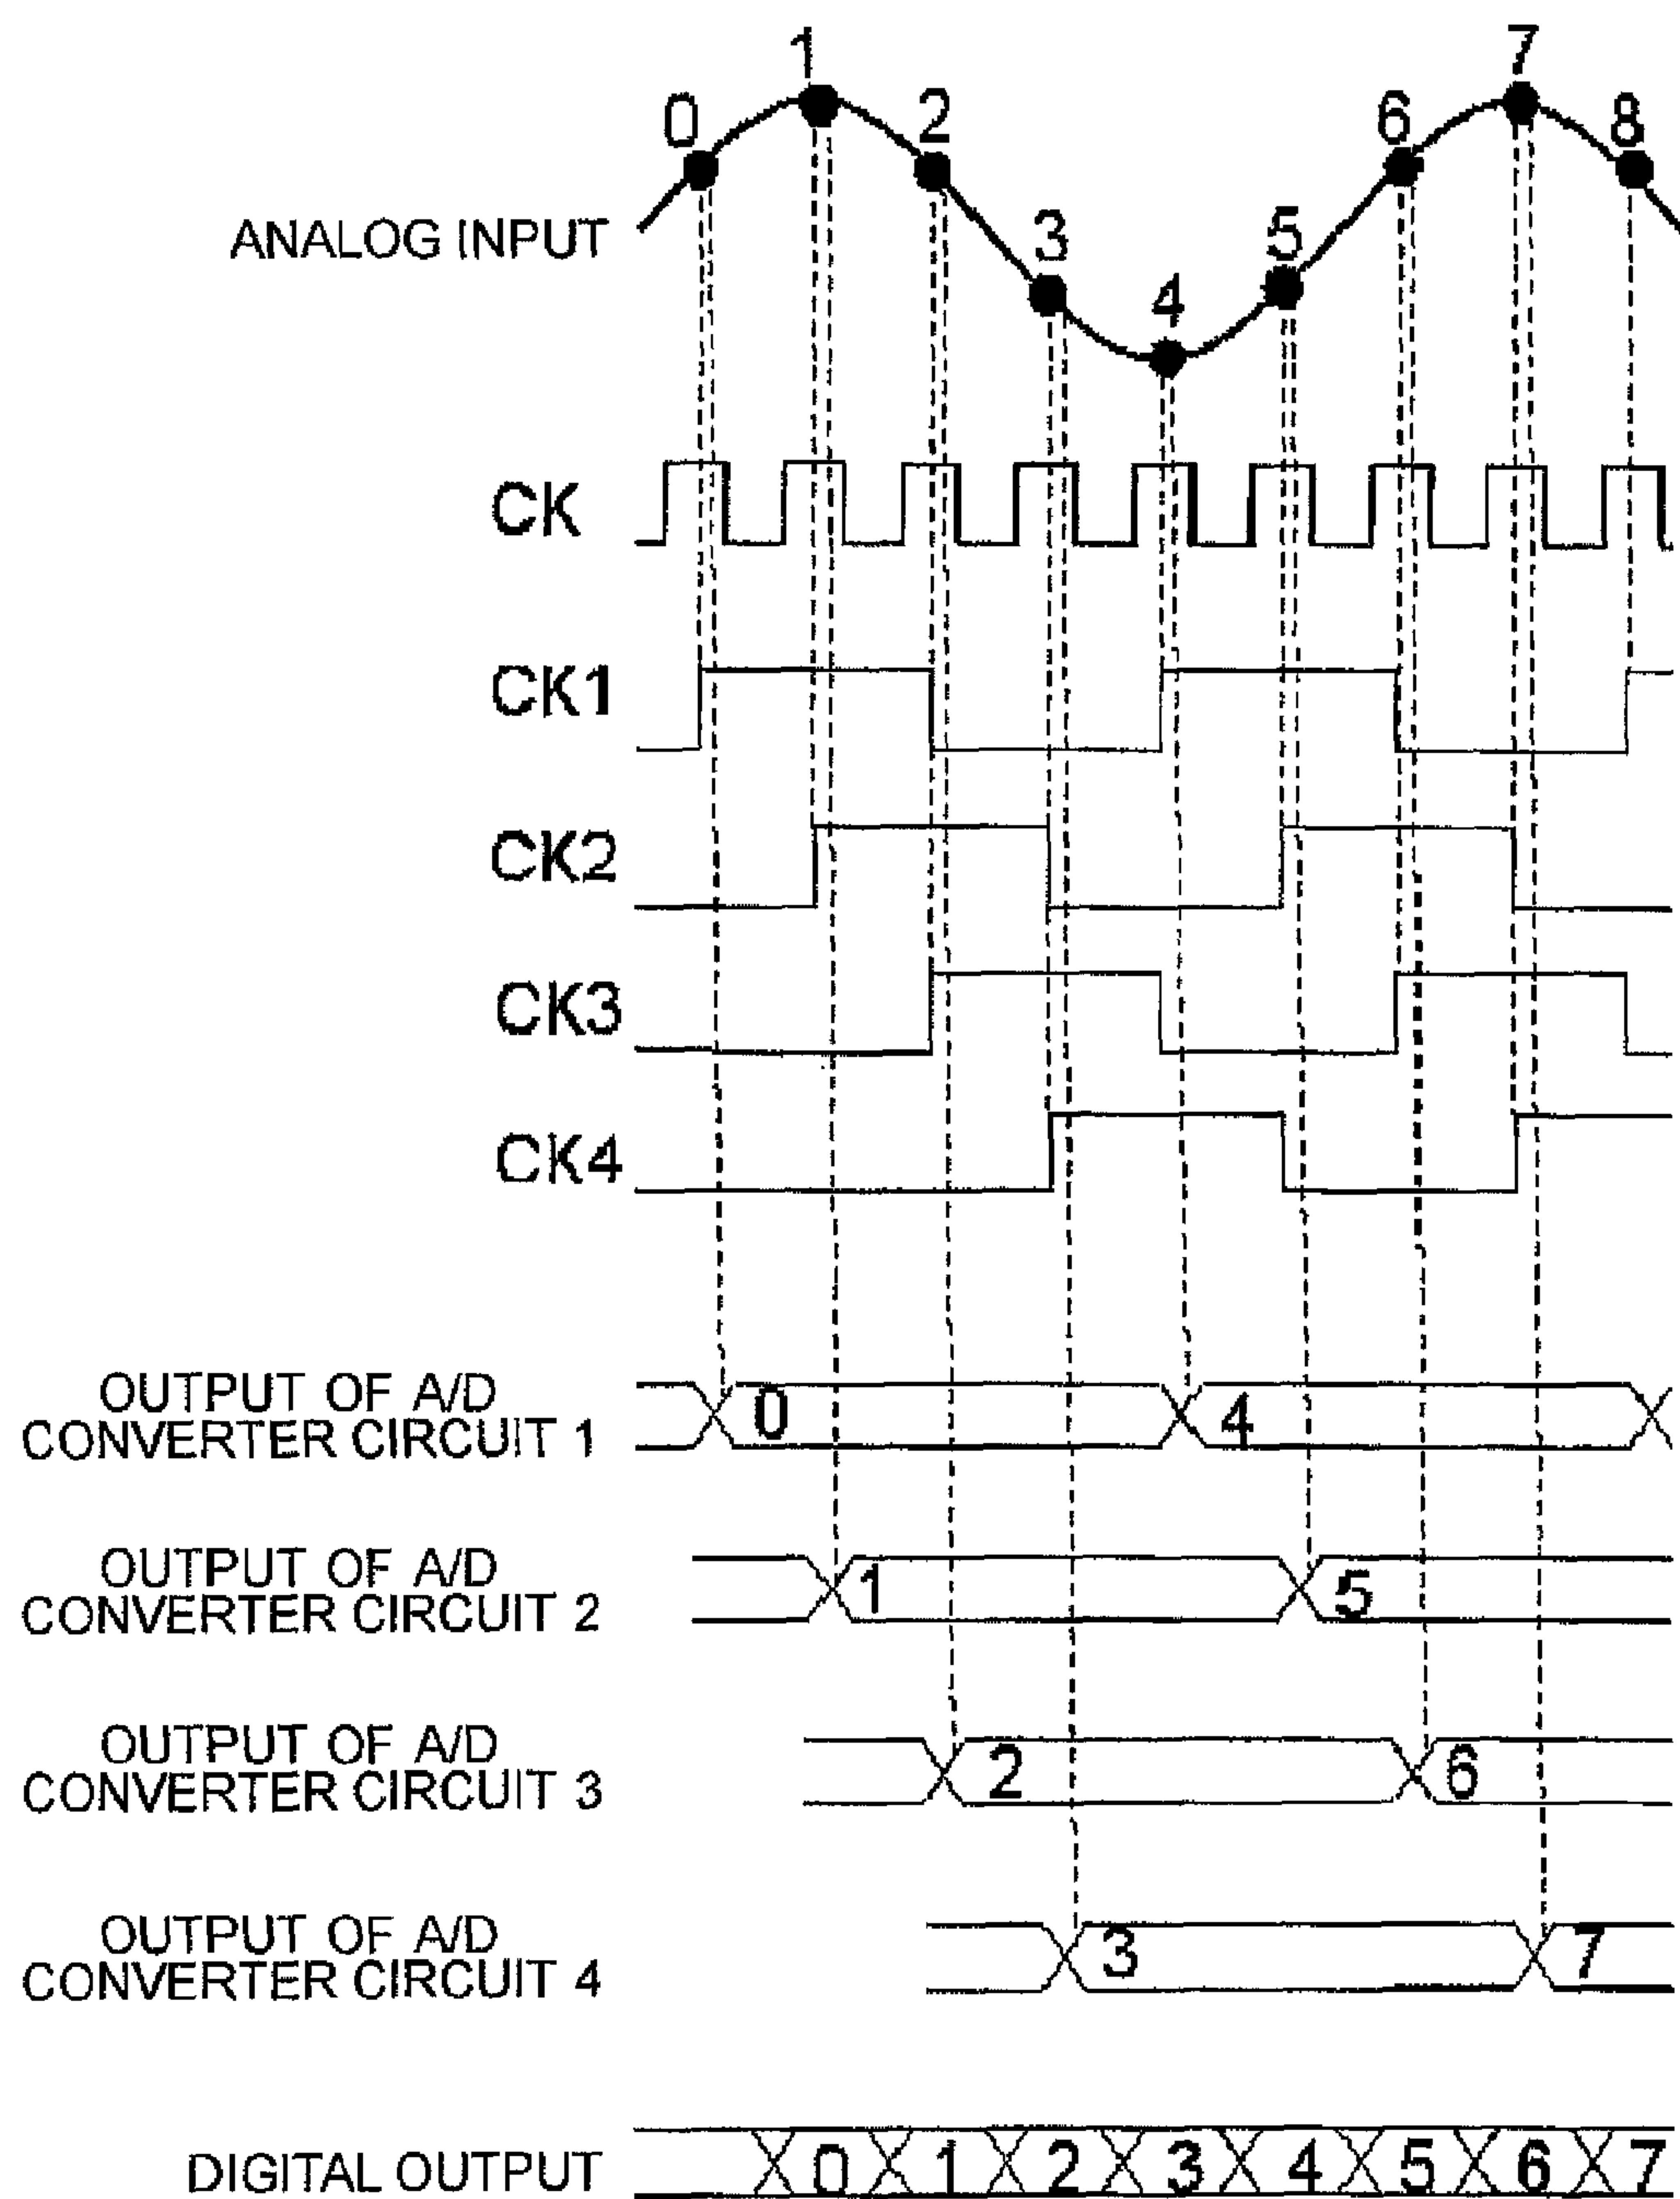 0 1 2 3 4 5 6 7 8
ANALOG INPUT
CK
CK1
CK2
CK3
CK4
OUTPUT OF A/D
CONVERTER CIRCUIT 1
0 4
OUTPUT OF A/D
CONVERTER CIRCUIT 2
1 5
OUTPUT OF A/D
CONVERTER CIRCUIT 3
2 6
OUTPUT OF A/D
CONVERTER CIRCUIT 4
3 7
DIGITAL OUTPUT 0 1 2 3 4 5 6 7